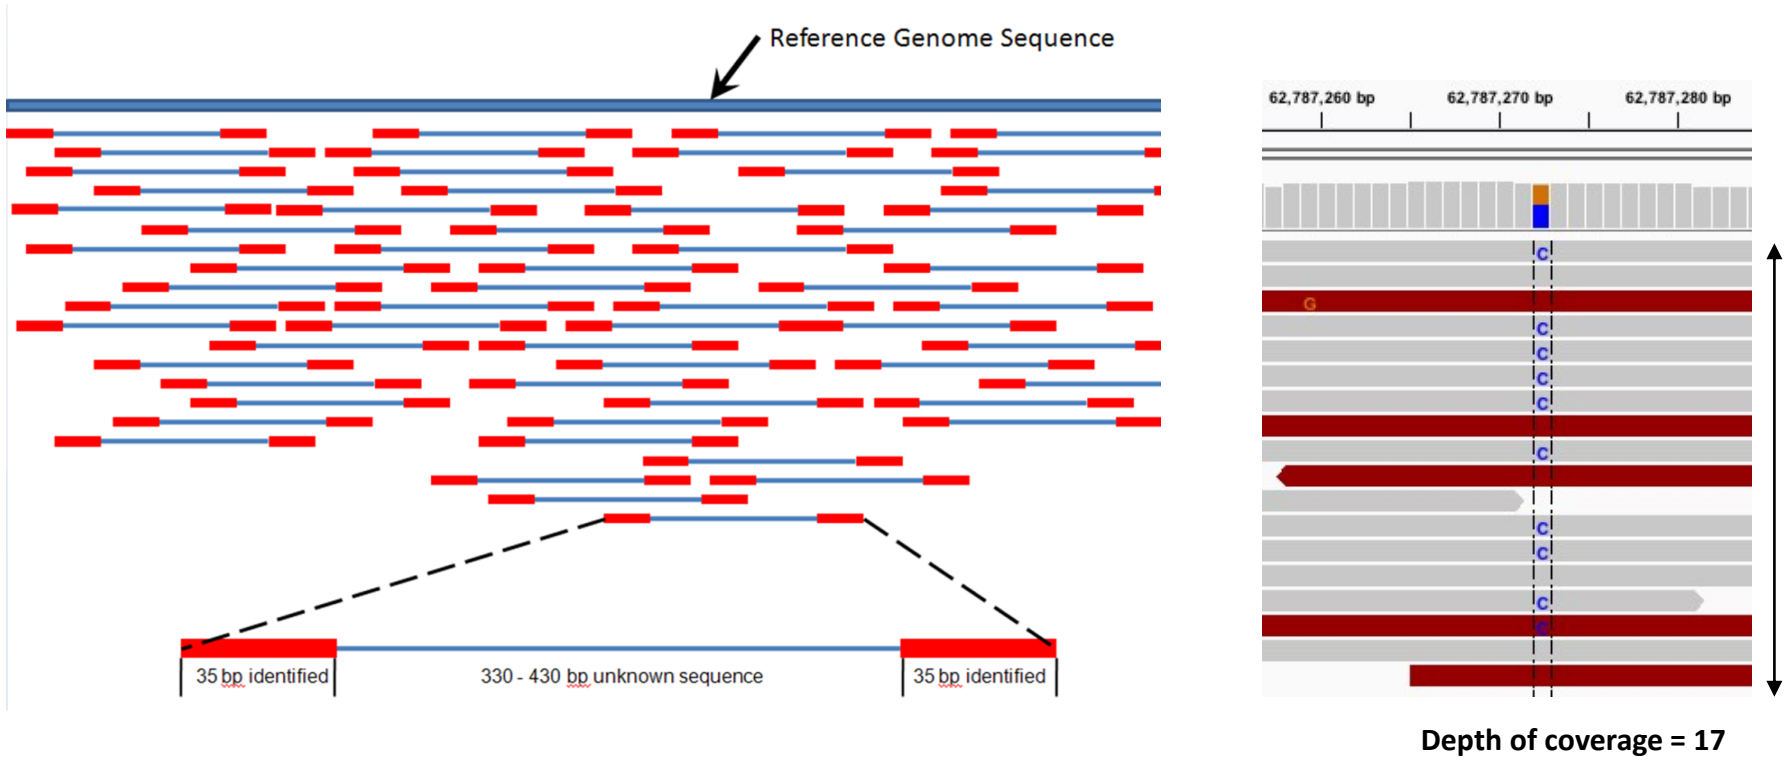 Reference Genome Sequence
35 bp identified
330 - 430 bp unknown sequence
35 bp identified
62,787,260 bp
62,787,270 bp
62,787,280 bp
C
G
C
C
C
C
C
C
C
C
C
Depth of coverage = 17